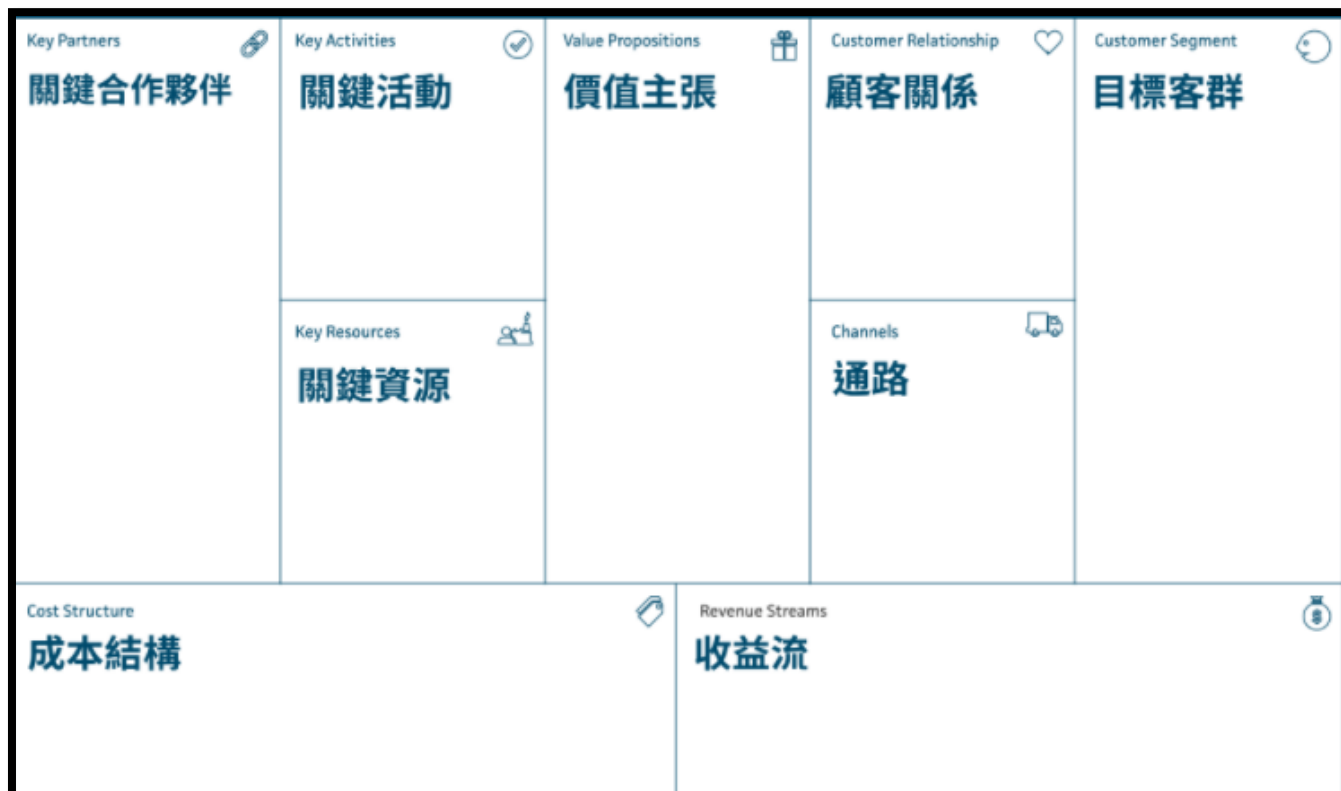 Key Partners
關鍵合作夥伴
Key Activities
關鍵活動
Key Resources
關鍵資源
Value Propositions
價值主張
Customer Relationship
顧客關係
Channels
通路
Customer Segment
目標客群
Cost Structure
成本結構
Revenue Streams
收益流